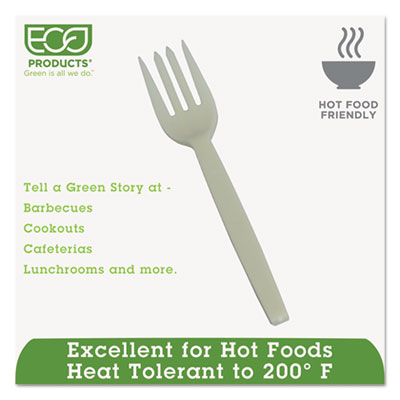 ECO
PRODUCTS®
Green is all we do.™
HOT FOOD
FRIENDLY
Tell a Green Story at -
Barbecues
Cookouts
Cafeterias
Lunchrooms and more.
Excellent for Hot Foods
Heat Tolerant to 200° F